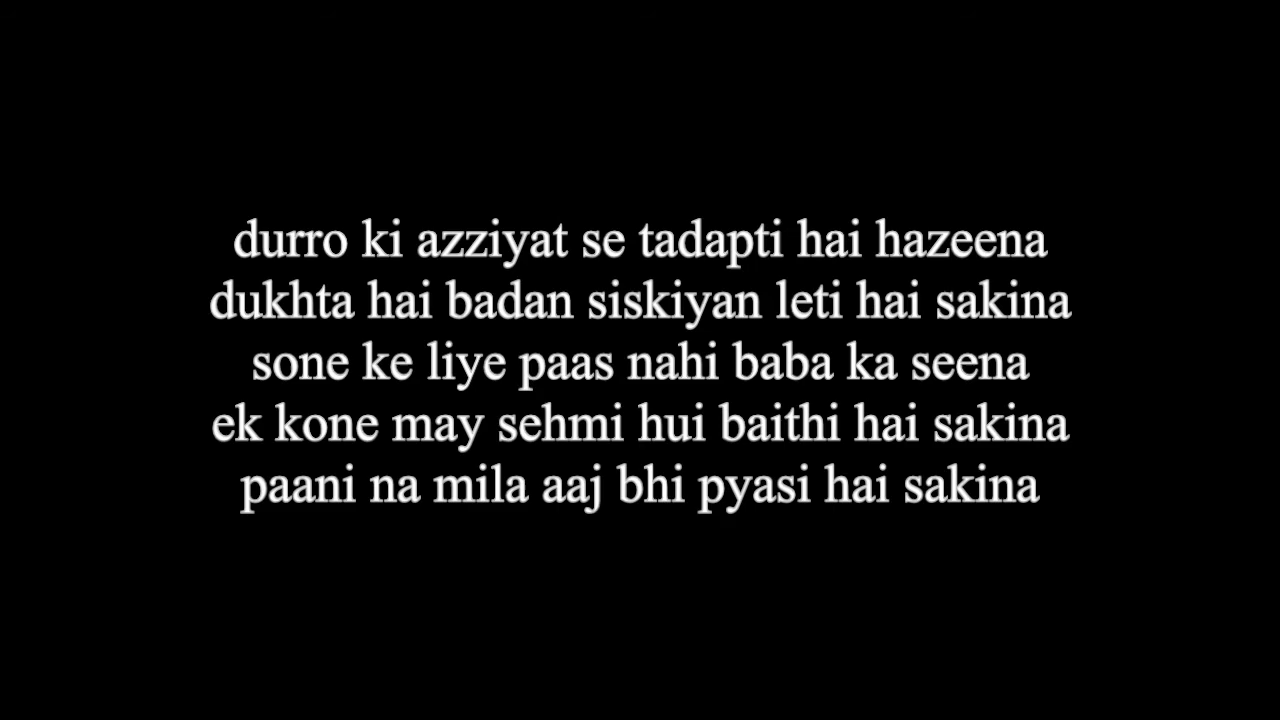 durro ki azziyat se tadapti hai hazeena
dukhta hai badan siskiyan leti hai sakina
sone ke liye paas nahi baba ka seena
ek kone may sehmi hui baithi hai sakina
paani na mila aaj bhi pyasi hai sakina